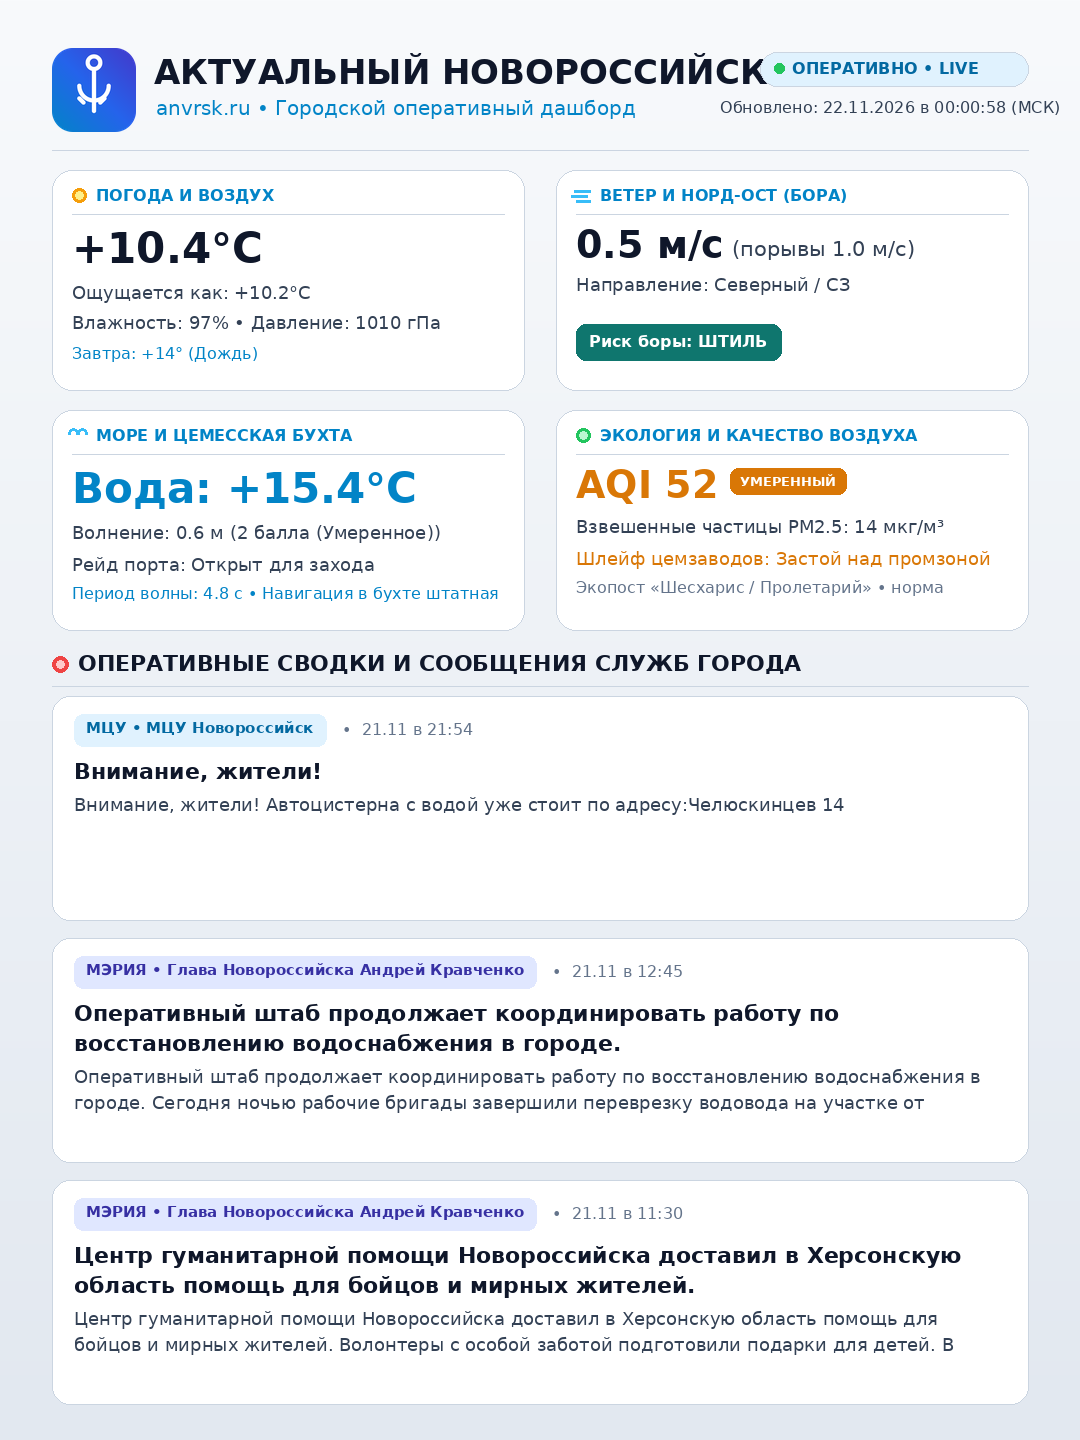 АКТУАЛЬНЫЙ НОВОРОССИЙСК
ОПЕРАТИВНО • LIVE
anvrsk.ru • Городской оперативный дашборд
Обновлено: 22.11.2026 в 00:00:58 (МСК)
ПОГОДА И ВОЗДУХ
+10.4°C
Ощущается как: +10.2°C
Влажность: 97% • Давление: 1010 гПа
Завтра: +14° (Дождь)
ВЕТЕР И НОРД-ОСТ (БОРА)
0.5 м/с (порывы 1.0 м/с)
Направление: Северный / СЗ
Риск боры: ШТИЛЬ
МОРЕ И ЦЕМЕССКАЯ БУХТА
Вода: +15.4°C
Волнение: 0.6 м (2 балла (Умеренное))
Рейд порта: Открыт для захода
Период волны: 4.8 с • Навигация в бухте штатная
ЭКОЛОГИЯ И КАЧЕСТВО ВОЗДУХА
AQI 52 УМЕРЕННЫЙ
Взвешенные частицы PM2.5: 14 мкг/м³
Шлейф цемзаводов: Застой над промзоной
Экопост «Шесхарис / Пролетарий» • норма
ОПЕРАТИВНЫЕ СВОДКИ И СООБЩЕНИЯ СЛУЖБ ГОРОДА
МЦУ • МЦУ Новороссийск • 21.11 в 21:54
Внимание, жители!
Внимание, жители! Автоцистерна с водой уже стоит по адресу:Челюскинцев 14
МЭРИЯ • Глава Новороссийска Андрей Кравченко • 21.11 в 12:45
Оперативный штаб продолжает координировать работу по
восстановлению водоснабжения в городе.
Оперативный штаб продолжает координировать работу по восстановлению водоснабжения в
городе. Сегодня ночью рабочие бригады завершили переврезку водовода на участке от
МЭРИЯ • Глава Новороссийска Андрей Кравченко • 21.11 в 11:30
Центр гуманитарной помощи Новороссийска доставил в Херсонскую
область помощь для бойцов и мирных жителей.
Центр гуманитарной помощи Новороссийска доставил в Херсонскую область помощь для
бойцов и мирных жителей. Волонтеры с особой заботой подготовили подарки для детей. В